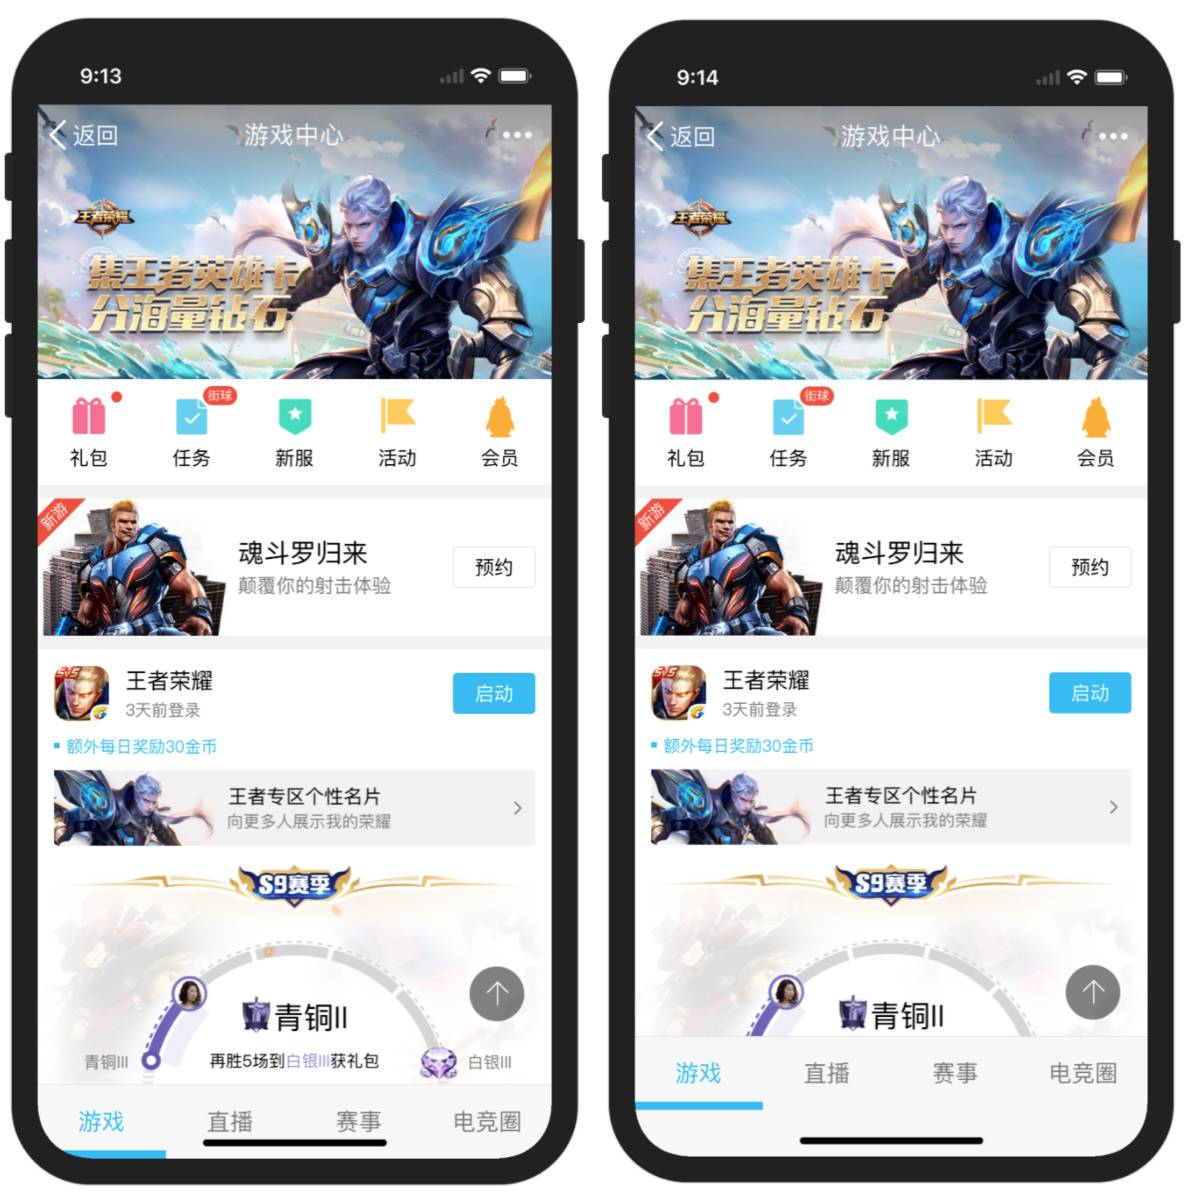 9:13
返回
游戏中心
王者荣耀
集王者英雄卡
分海量钻石
街球
礼包
任务
新服
活动
会员
新游
魂斗罗归来
颠覆你的射击体验
预约
5V5
王者荣耀
3天前登录
启动
额外每日奖励30金币
王者专区个性名片
向更多人展示我的荣耀
S9赛季
青铜II
青铜III
再胜5场到白银III获礼包
白银III
游戏
直播
赛事
电竞圈
9:14
返回
游戏中心
王者荣耀
集王者英雄卡
分海量钻石
街球
礼包
任务
新服
活动
会员
新游
魂斗罗归来
颠覆你的射击体验
预约
5V5
王者荣耀
3天前登录
启动
额外每日奖励30金币
王者专区个性名片
向更多人展示我的荣耀
S9赛季
青铜II
游戏
直播
赛事
电竞圈